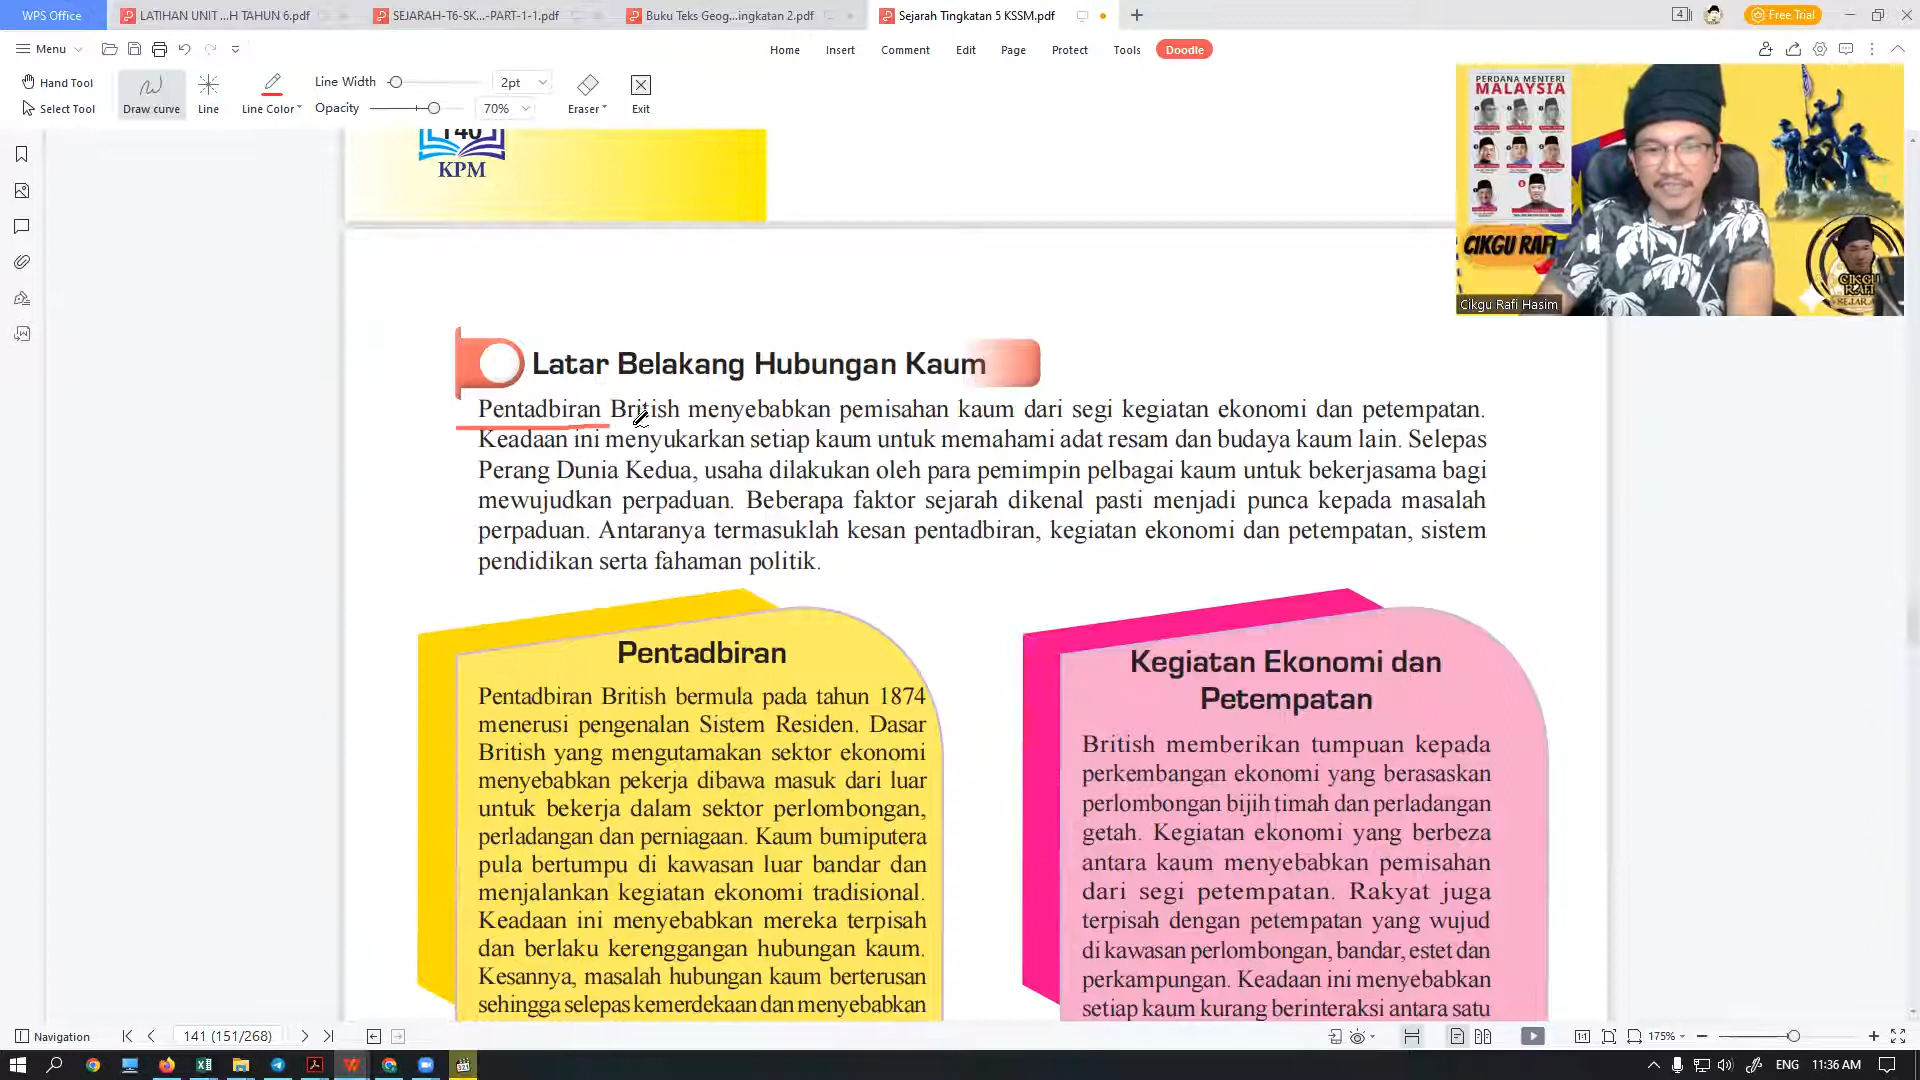 WPS Office
LATIHAN UNIT ...H TAHUN 6.pdf
SEJARAH-T6-SK...-PART-1-1.pdf
Buku Teks Geog...ingkatan 2.pdf
Sejarah Tingkatan 5 KSSM.pdf
4
Free Trial
Menu
Home
Insert
Comment
Edit
Page
Protect
Tools
Doodle
Hand Tool
Select Tool
Draw curve
Line
Line Color
Line Width
2pt
Opacity
70%
Eraser
Exit
PERDANA MENTERI
MALAYSIA
CIKGU RAFI
CIKGU
RAFI
Cikgu Rafi Hasim
140
KPM
Latar Belakang Hubungan Kaum
Pentadbiran British menyebabkan pemisahan kaum dari segi kegiatan ekonomi dan petempatan.
Keadaan ini menyukarkan setiap kaum untuk memahami adat resam dan budaya kaum lain. Selepas
Perang Dunia Kedua, usaha dilakukan oleh para pemimpin pelbagai kaum untuk bekerjasama bagi
mewujudkan perpaduan. Beberapa faktor sejarah dikenal pasti menjadi punca kepada masalah
perpaduan. Antaranya termasuklah kesan pentadbiran, kegiatan ekonomi dan petempatan, sistem
pendidikan serta fahaman politik.
Pentadbiran
Pentadbiran British bermula pada tahun 1874
menerusi pengenalan Sistem Residen. Dasar
British yang mengutamakan sektor ekonomi
menyebabkan pekerja dibawa masuk dari luar
untuk bekerja dalam sektor perlombongan,
perladangan dan perniagaan. Kaum bumiputera
pula bertumpu di kawasan luar bandar dan
menjalankan kegiatan ekonomi tradisional.
Keadaan ini menyebabkan mereka terpisah
dan berlaku kerenggangan hubungan kaum.
Kesannya, masalah hubungan kaum berterusan
sehingga selepas kemerdekaan dan menyebabkan
Kegiatan Ekonomi dan
Petempatan
British memberikan tumpuan kepada
perkembangan ekonomi yang berasaskan
perlombongan bijih timah dan perladangan
getah. Kegiatan ekonomi yang berbeza
antara kaum menyebabkan pemisahan
dari segi petempatan. Rakyat juga
terpisah dengan petempatan yang wujud
di kawasan perlombongan, bandar, estet dan
perkampungan. Keadaan ini menyebabkan
setiap kaum kurang berinteraksi antara satu
Navigation
141 (151/268)
175%
ENG
11:36 AM